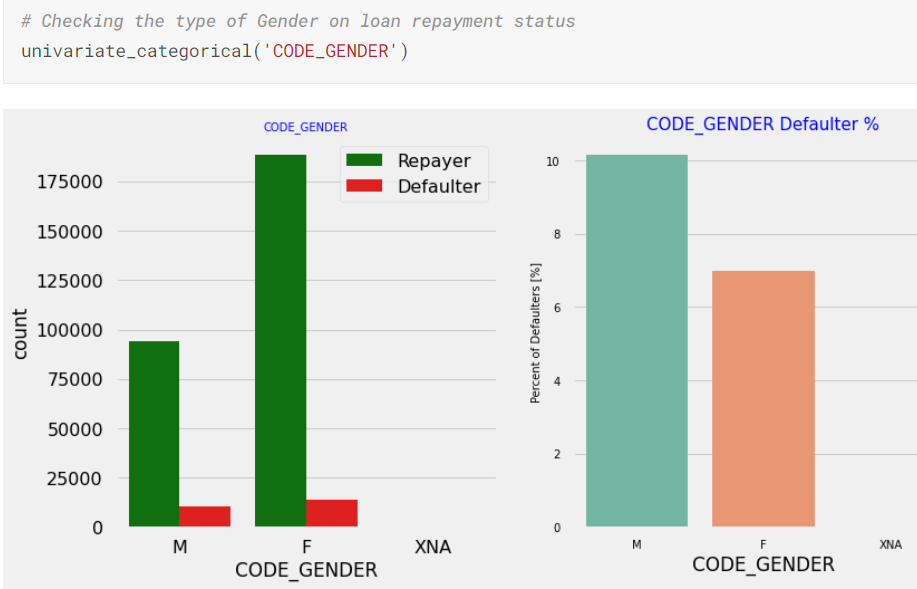 # Checking the type of Gender on loan repayment status
univariate_categorical('CODE_GENDER')
CODE_GENDER
Repayer
Defaulter
175000
150000
125000
100000
75000
50000
25000
0
count
M F XNA
CODE_GENDER
CODE_GENDER Defaulter %
10
8
6
4
2
0
Percent of Defaulters [%]
M F XNA
CODE_GENDER